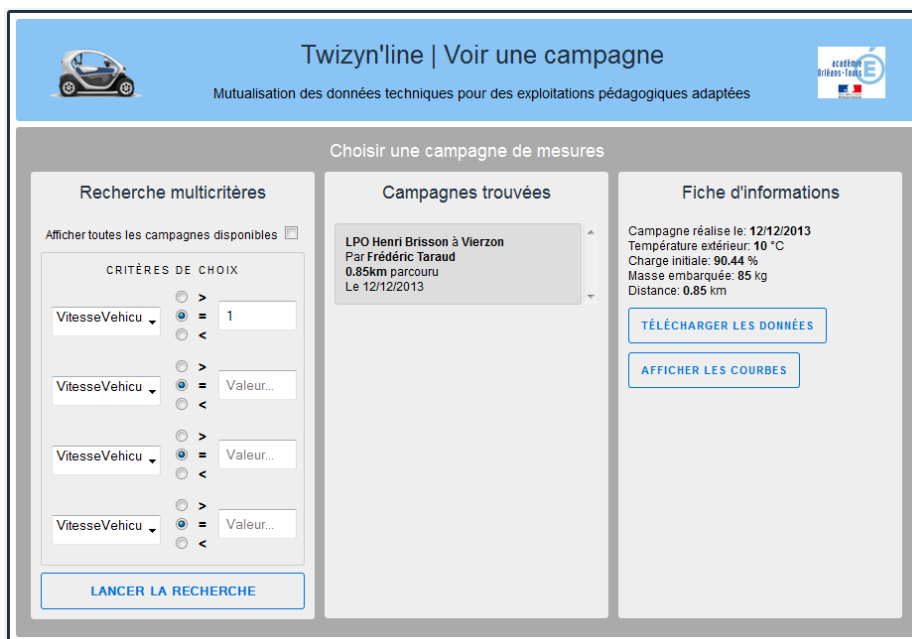 Twizyn'line | Voir une campagne
Mutualisation des données techniques pour des exploitations pédagogiques adaptées
académie
Orléans-Tours
Choisir une campagne de mesures
Recherche multicritères
Afficher toutes les campagnes disponibles
CRITÈRES DE CHOIX
>
VitesseVehicu = 1
<
>
VitesseVehicu = Valeur...
<
>
VitesseVehicu = Valeur...
<
>
VitesseVehicu = Valeur...
<
LANCER LA RECHERCHE
Campagnes trouvées
LPO Henri Brisson à Vierzon
Par Frédéric Taraud
0.85km parcouru
Le 12/12/2013
Fiche d'informations
Campagne réalise le: 12/12/2013
Température extérieur: 10 °C
Charge initiale: 90.44 %
Masse embarquée: 85 kg
Distance: 0.85 km
TÉLÉCHARGER LES DONNÉES
AFFICHER LES COURBES